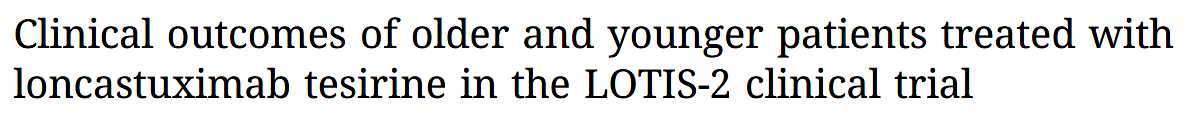 Clinical outcomes of older and younger patients treated with
loncastuximab tesirine in the LOTIS-2 clinical trial